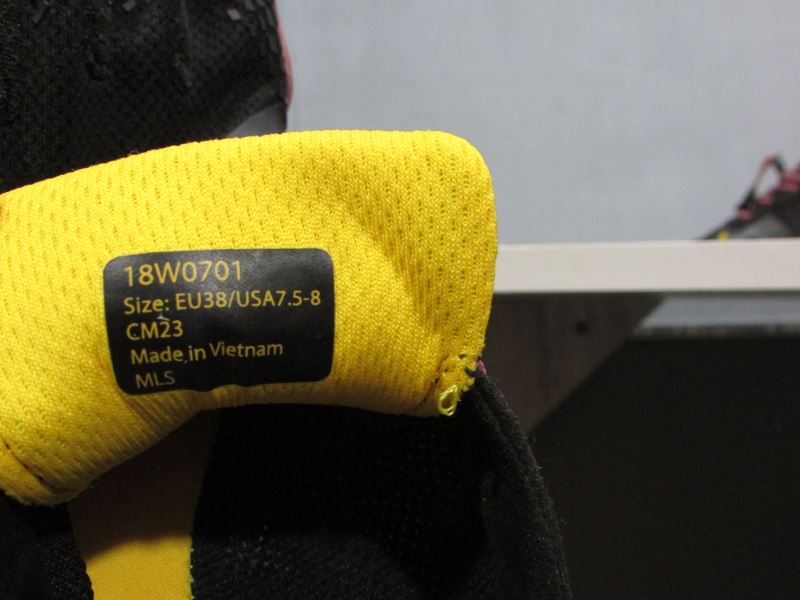 18W0701
Size: EU38/USA7.5-8
CM23
Made in Vietnam
MLS